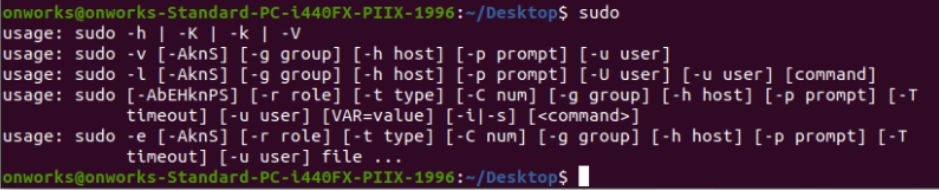 onworks@onworks-Standard-PC-i440FX-PIIX-1996:~/Desktop$ sudo
usage: sudo -h | -K | -k | -V
usage: sudo -v [-AknS] [-g group] [-h host] [-p prompt] [-u user]
usage: sudo -l [-AknS] [-g group] [-h host] [-p prompt] [-U user] [-u user] [command]
usage: sudo [-AbEHknPS] [-r role] [-t type] [-C num] [-g group] [-h host] [-p prompt] [-T
timeout] [-u user] [VAR=value] [-i|-s] [<command>]
usage: sudo -e [-AknS] [-r role] [-t type] [-C num] [-g group] [-h host] [-p prompt] [-T
timeout] [-u user] file ...
onworks@onworks-Standard-PC-i440FX-PIIX-1996:~/Desktop$